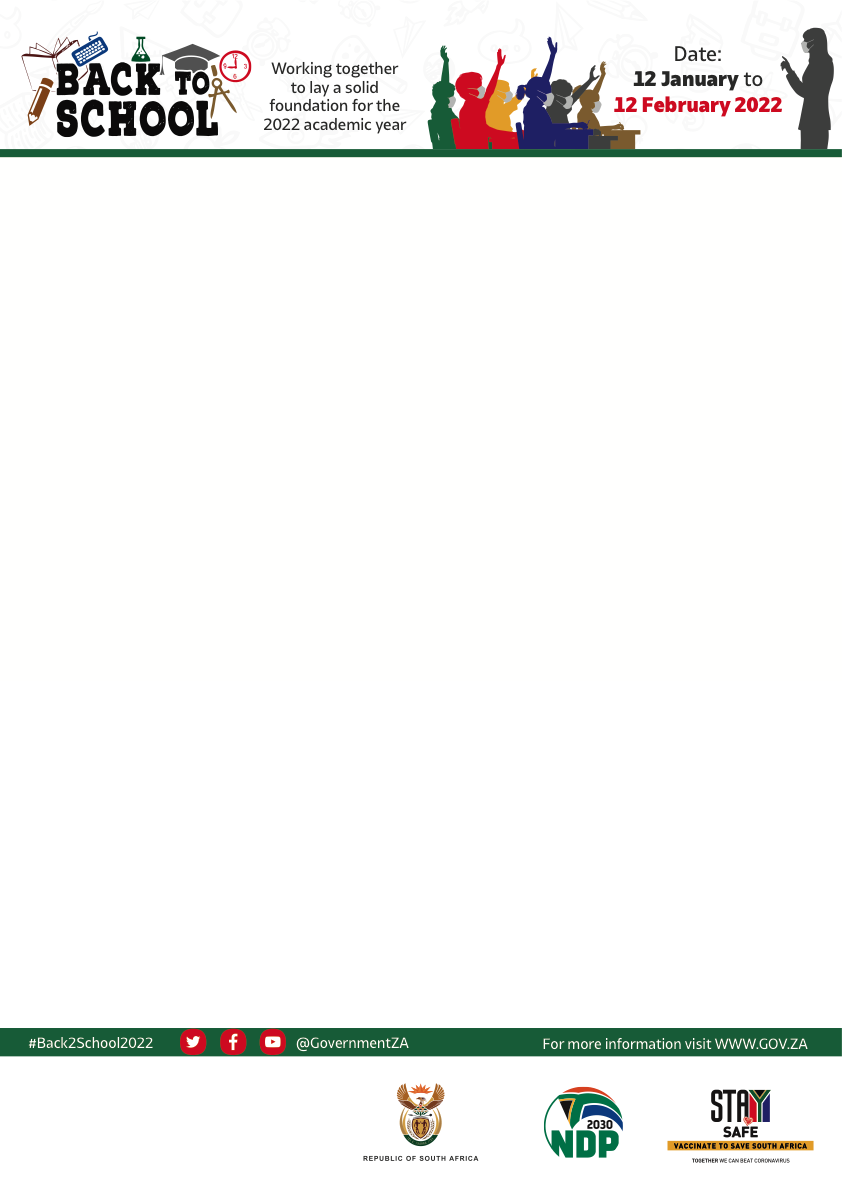 BACK TO
SCHOOL
Working together
to lay a solid
foundation for the
2022 academic year
Date:
12 January to
12 February 2022
#Back2School2022
@GovernmentZA
For more information visit WWW.GOV.ZA
REPUBLIC OF SOUTH AFRICA
2030
NDP
STAY
SAFE
VACCINATE TO SAVE SOUTH AFRICA
TOGETHER WE CAN BEAT CORONAVIRUS